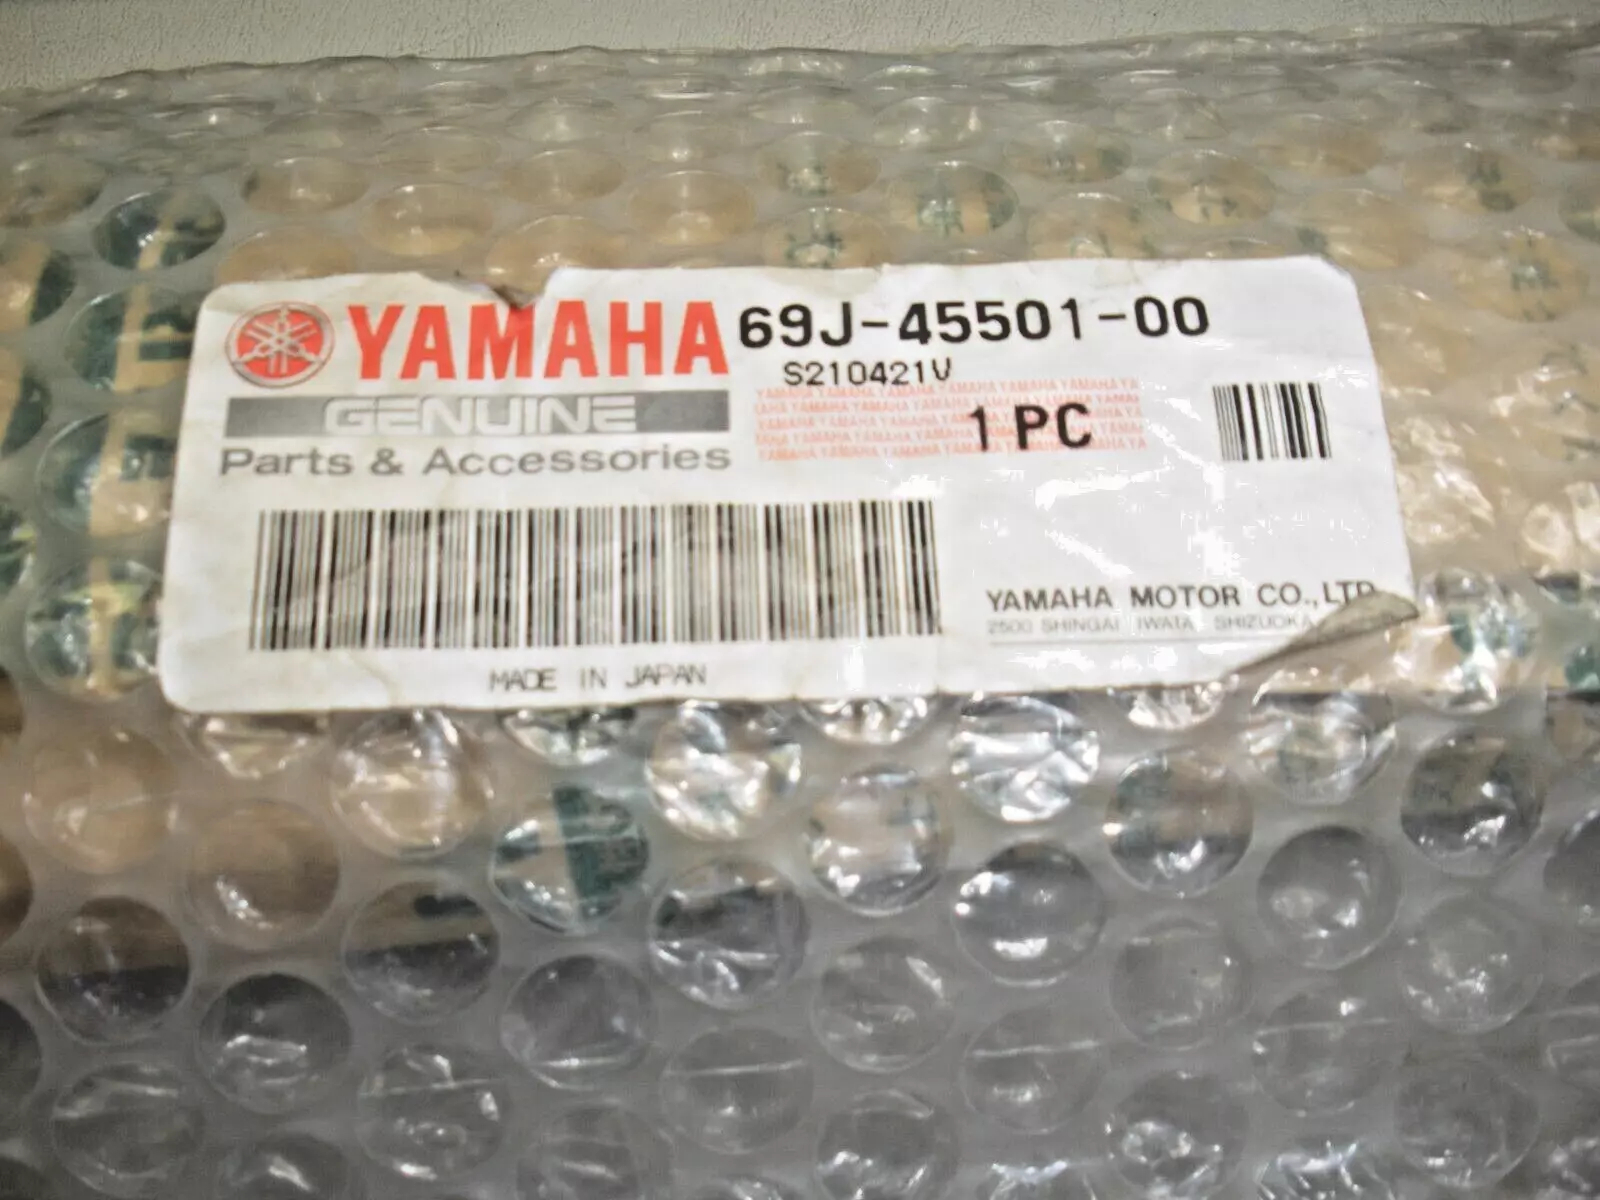 YAMAHA 69J-45501-00
S210421V
GENUINE
1 PC
Parts & Accessories
YAMAHA MOTOR CO., LTD.
2500 SHINGAI IWATA SHIZUOKA
MADE IN JAPAN